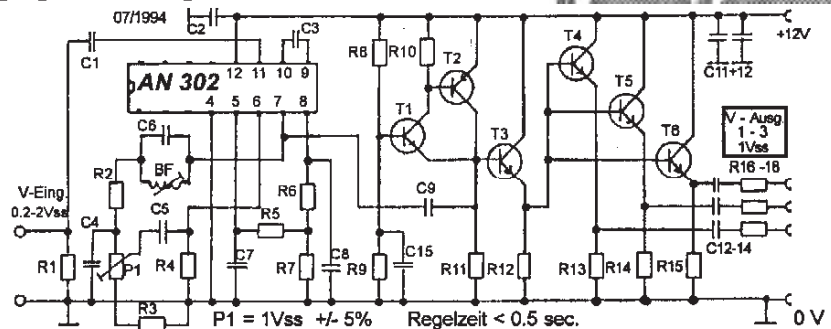 07/1994
C2
C3
C1
12 11 10 9
AN 302
4 5 6 7 8
R8
R10
T2
T1
T3
T4
T5
T6
C11+12
+12V
V - Ausg.
1 - 3
1Vss
R16 -18
C6
BF
R2
V-Eing.
0.2-2Vss
C4
C5
R6
C9
R5
R1
P1
R4
C7
R7
C8
R9
C15
R11
R12
R13
R14
R15
C12-14
R3
P1 = 1Vss +/- 5%
Regelzeit < 0.5 sec.
0 V